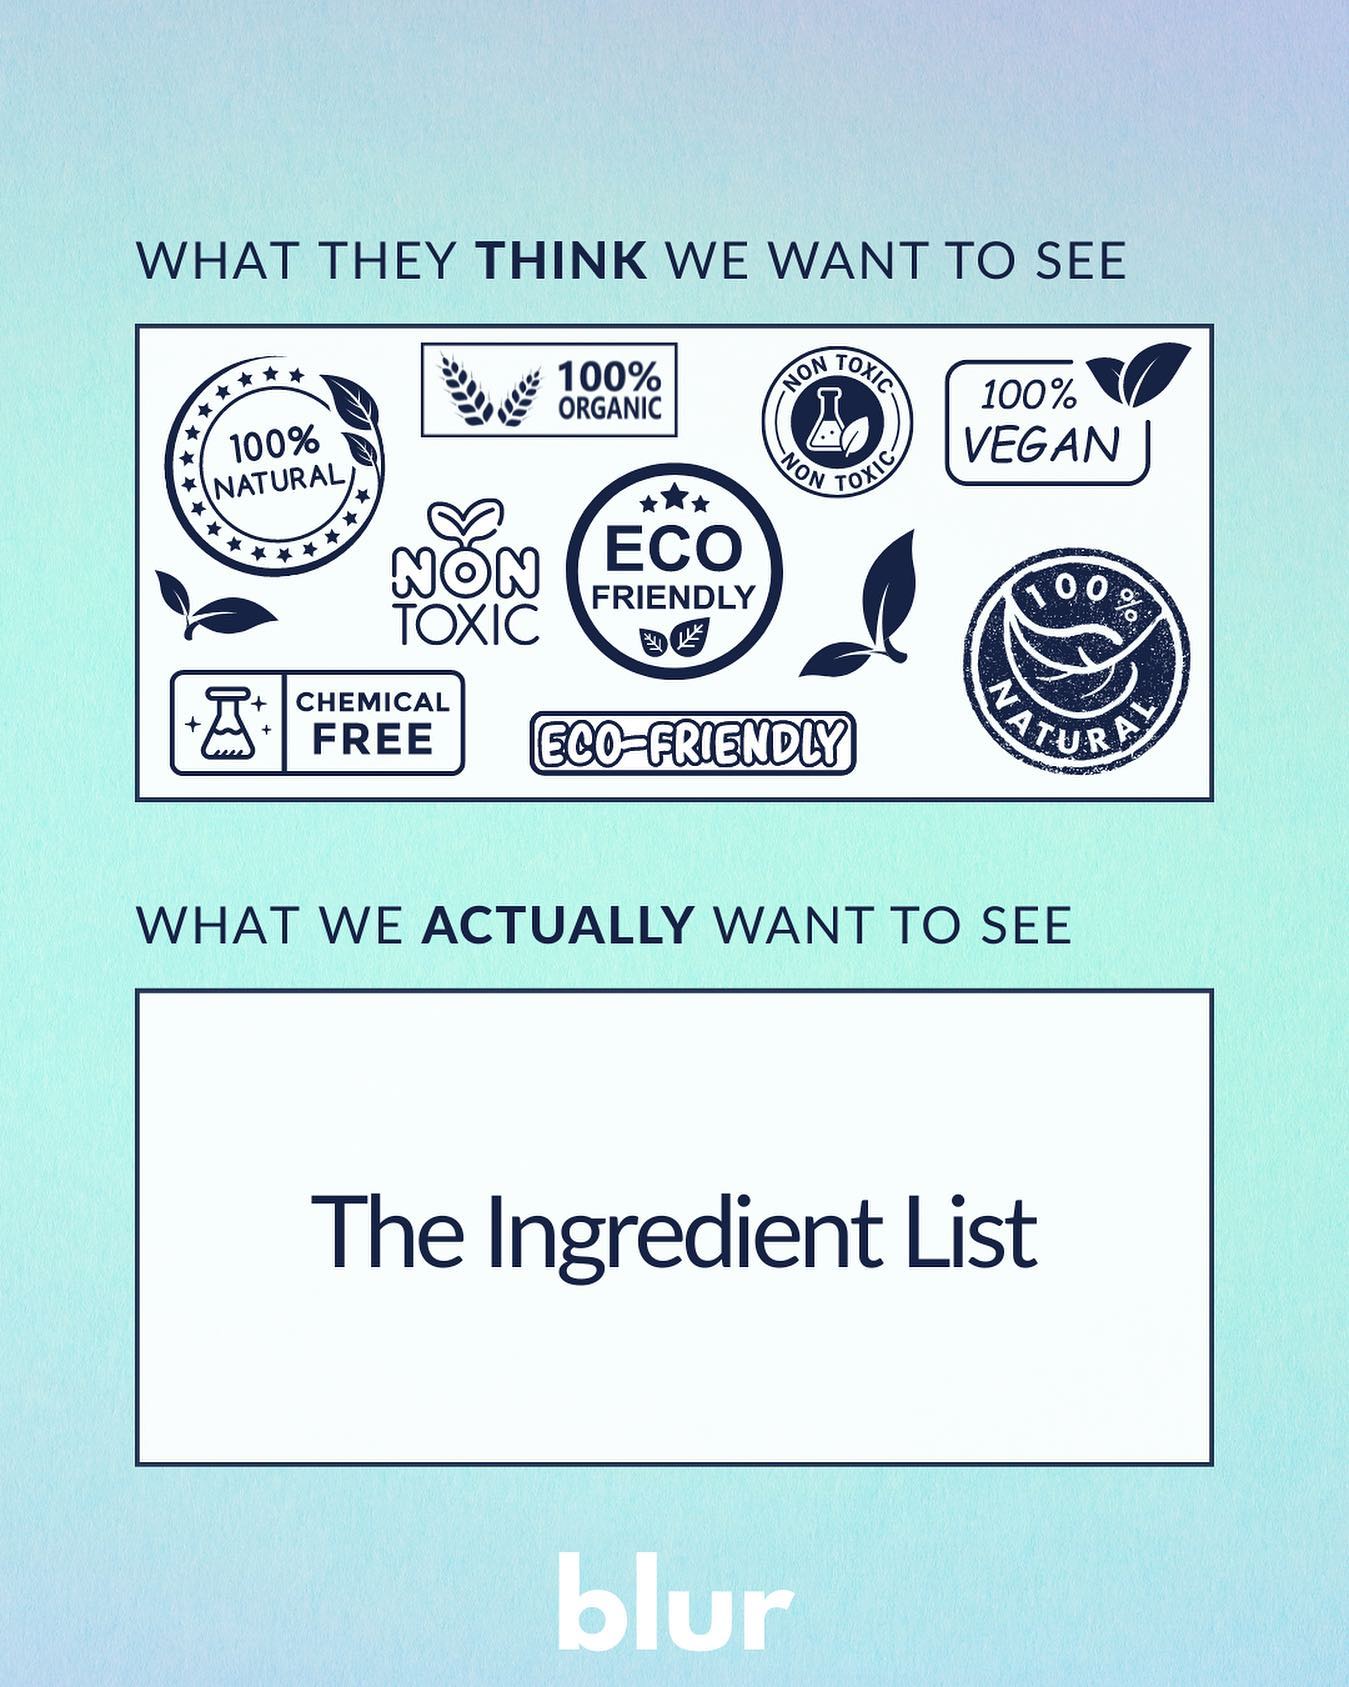 WHAT THEY THINK WE WANT TO SEE
100%
NATURAL
100%
ORGANIC
NON TOXIC
NON TOXIC
100%
VEGAN
NON
TOXIC
ECO
FRIENDLY
100%
NATURAL
CHEMICAL
FREE
ECO-FRIENDLY
WHAT WE ACTUALLY WANT TO SEE
The Ingredient List
blur